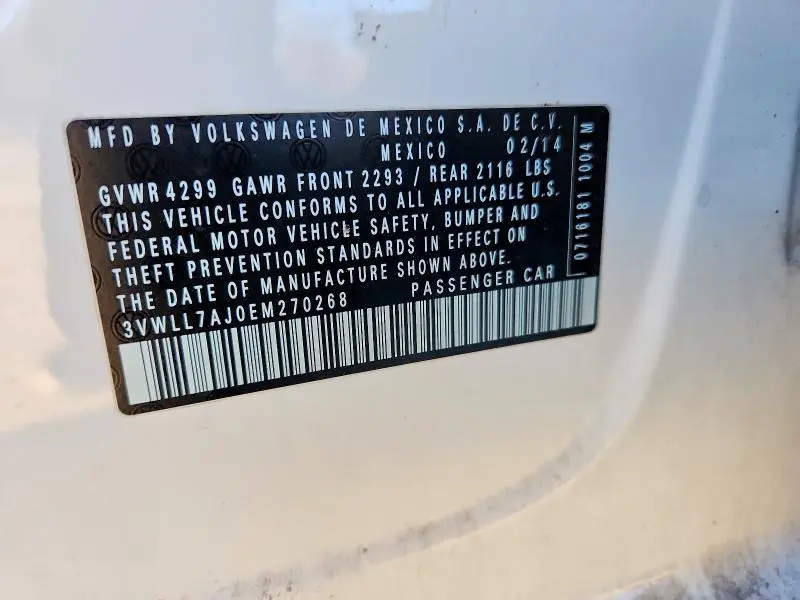 MFD BY VOLKSWAGEN DE MEXICO S.A. DE C.V.
MEXICO 02/14
GVWR 4299 GAWR FRONT 2293 / REAR 2116 LBS
THIS VEHICLE CONFORMS TO ALL APPLICABLE U.S.
FEDERAL MOTOR VEHICLE SAFETY, BUMPER AND
THEFT PREVENTION STANDARDS IN EFFECT ON
THE DATE OF MANUFACTURE SHOWN ABOVE.
3VWLL7AJ0EM270268 PASSENGER CAR
0716181 1004 M